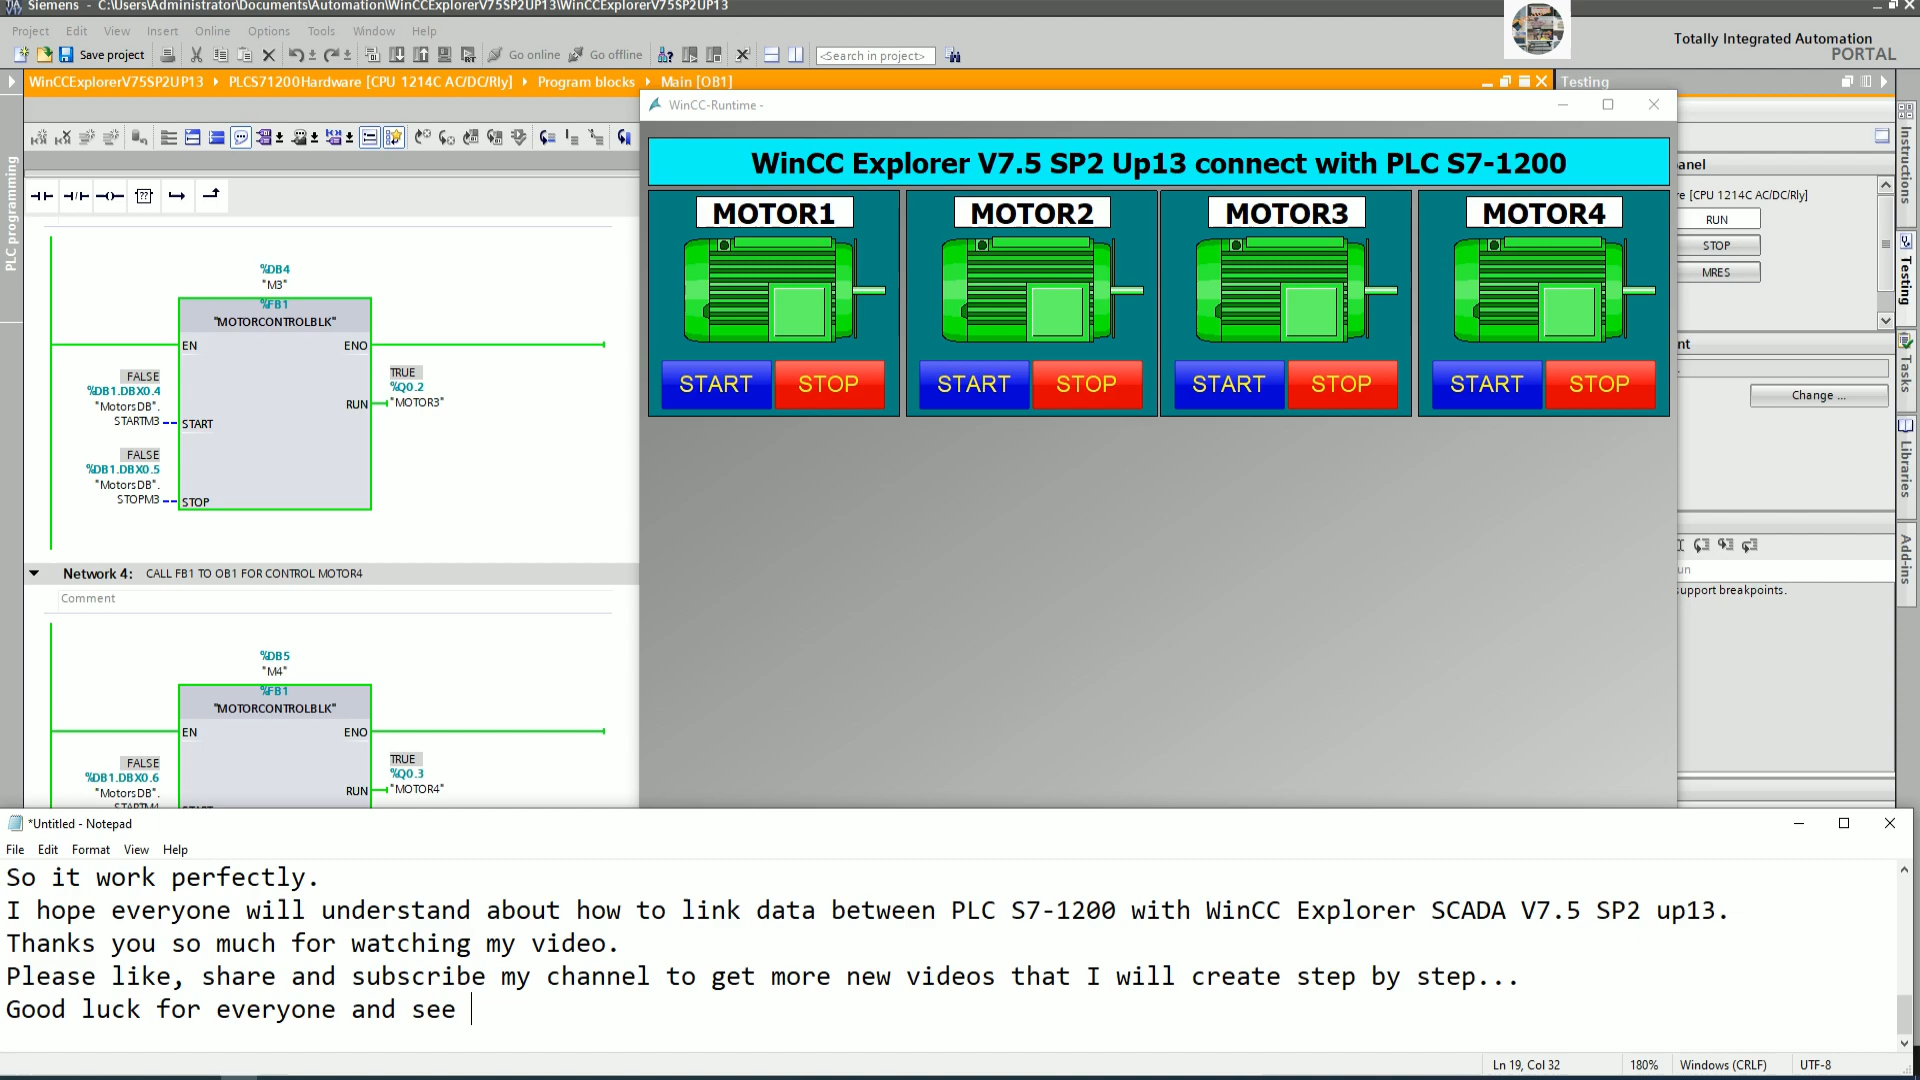 Siemens - C:\Users\Administrator\Documents\Automation\WinCCExplorerV75SP2UP13\WinCCExplorerV75SP2UP13
Project Edit View Insert Online Options Tools Window Help
Save project
Go online
Go offline
<Search in project>
Totally Integrated Automation
PORTAL
WinCCExplorerV75SP2UP13 PLCS71200Hardware [CPU 1214C AC/DC/Rly] Program blocks Main [OB1]
Testing
PLC programming
%DB4
"M3"
%FB1
"MOTORCONTROLBLK"
EN
ENO
FALSE
%DB1.DBX0.4
"MotorsDB".
STARTM3
START
TRUE
%Q0.2
"MOTOR3"
RUN
FALSE
%DB1.DBX0.5
"MotorsDB".
STOPM3
STOP
Network 4: CALL FB1 TO OB1 FOR CONTROL MOTOR4
Comment
%DB5
"M4"
%FB1
"MOTORCONTROLBLK"
EN
ENO
FALSE
%DB1.DBX0.6
"MotorsDB".
STARTM4
TRUE
%Q0.3
"MOTOR4"
RUN
WinCC-Runtime -
WinCC Explorer V7.5 SP2 Up13 connect with PLC S7-1200
MOTOR1 MOTOR2 MOTOR3 MOTOR4
START STOP START STOP START STOP START STOP
anel
re [CPU 1214C AC/DC/Rly]
RUN
STOP
MRES
nt
Change ...
un
upport breakpoints.
Instructions
Testing
Tasks
Libraries
Add-ins
*Untitled - Notepad
File Edit Format View Help
So it work perfectly.
I hope everyone will understand about how to link data between PLC S7-1200 with WinCC Explorer SCADA V7.5 SP2 up13.
Thanks you so much for watching my video.
Please like, share and subscribe my channel to get more new videos that I will create step by step...
Good luck for everyone and see
Ln 19, Col 32 180% Windows (CRLF) UTF-8